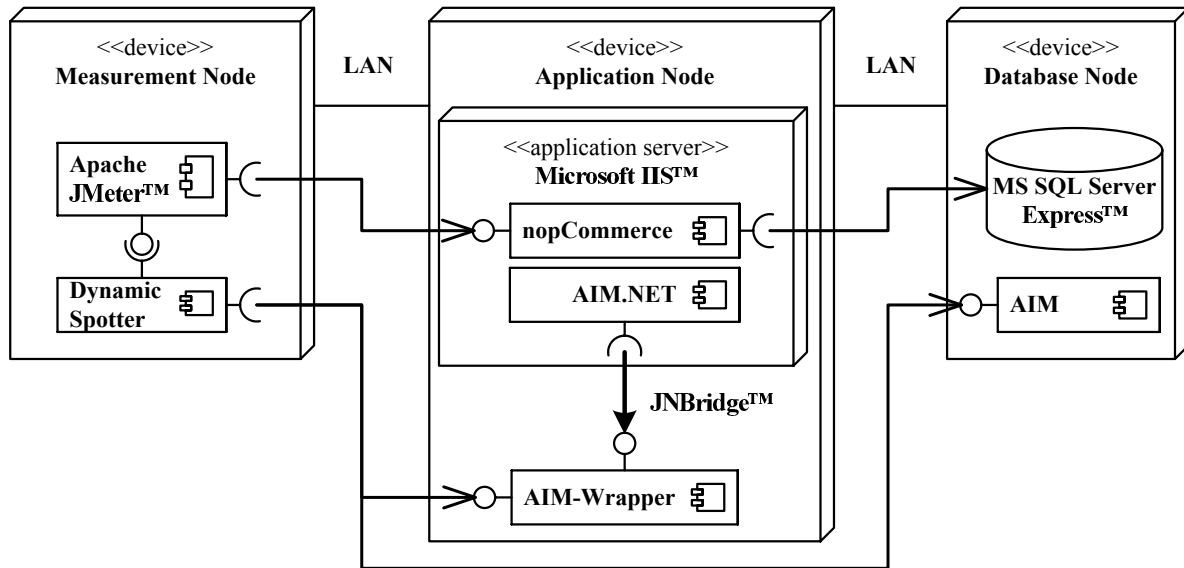 <<device>>
Measurement Node
LAN
<<device>>
Application Node
LAN
<<device>>
Database Node
Apache
JMeter™
Dynamic
Spotter
<<application server>>
Microsoft IIS™
nopCommerce
AIM.NET
JNBridge™
AIM-Wrapper
MS SQL Server
Express™
AIM